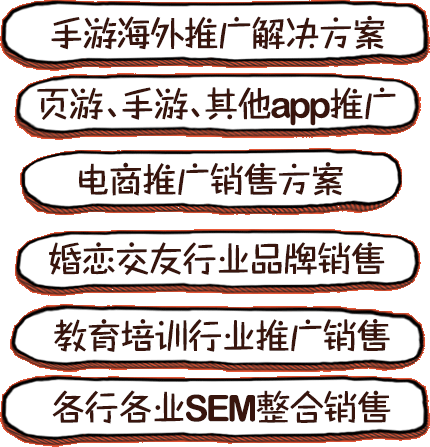 手游海外推广解决方案
页游、手游、其他app推广
电商推广销售方案
婚恋交友行业品牌销售
教育培训行业推广销售
各行各业SEM整合销售